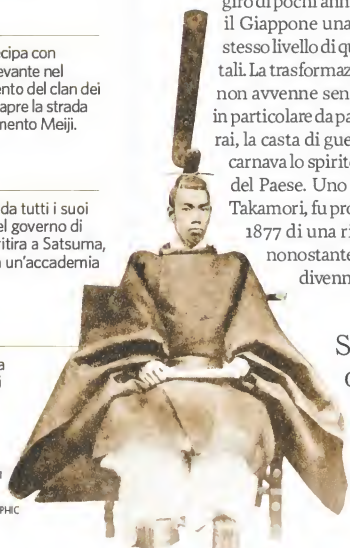 cipa con
evante nel
nto del clan dei
apre la strada
mento Meiji.
da tutti i suoi
el governo di
itira a Satsuma,
un'accademia
giro di pochi anni
il Giappone una
stesso livello di qu
tali. La trasformaz
non avvenne sen
in particolare da pa
rai, la casta di gue
carnava lo spirito
del Paese. Uno
Takamori, fu pro
1877 di una ri
nonostante
divenn
S
PHIC